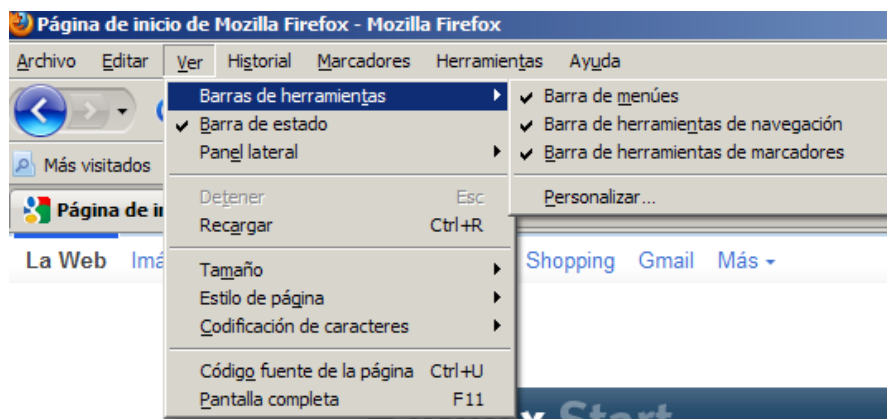 Página de inicio de Mozilla Firefox - Mozilla Firefox
Archivo Editar Ver Historial Marcadores Herramientas Ayuda
Barras de herramientas
Barra de estado
Panel lateral
Detener Esc
Recargar Ctrl+R
Tamaño
Estilo de página
Codificación de caracteres
Código fuente de la página Ctrl+U
Pantalla completa F11
Barra de menúes
Barra de herramientas de navegación
Barra de herramientas de marcadores
Personalizar...
Más visitados
Página de i
La Web Imá Shopping Gmail Más
Start